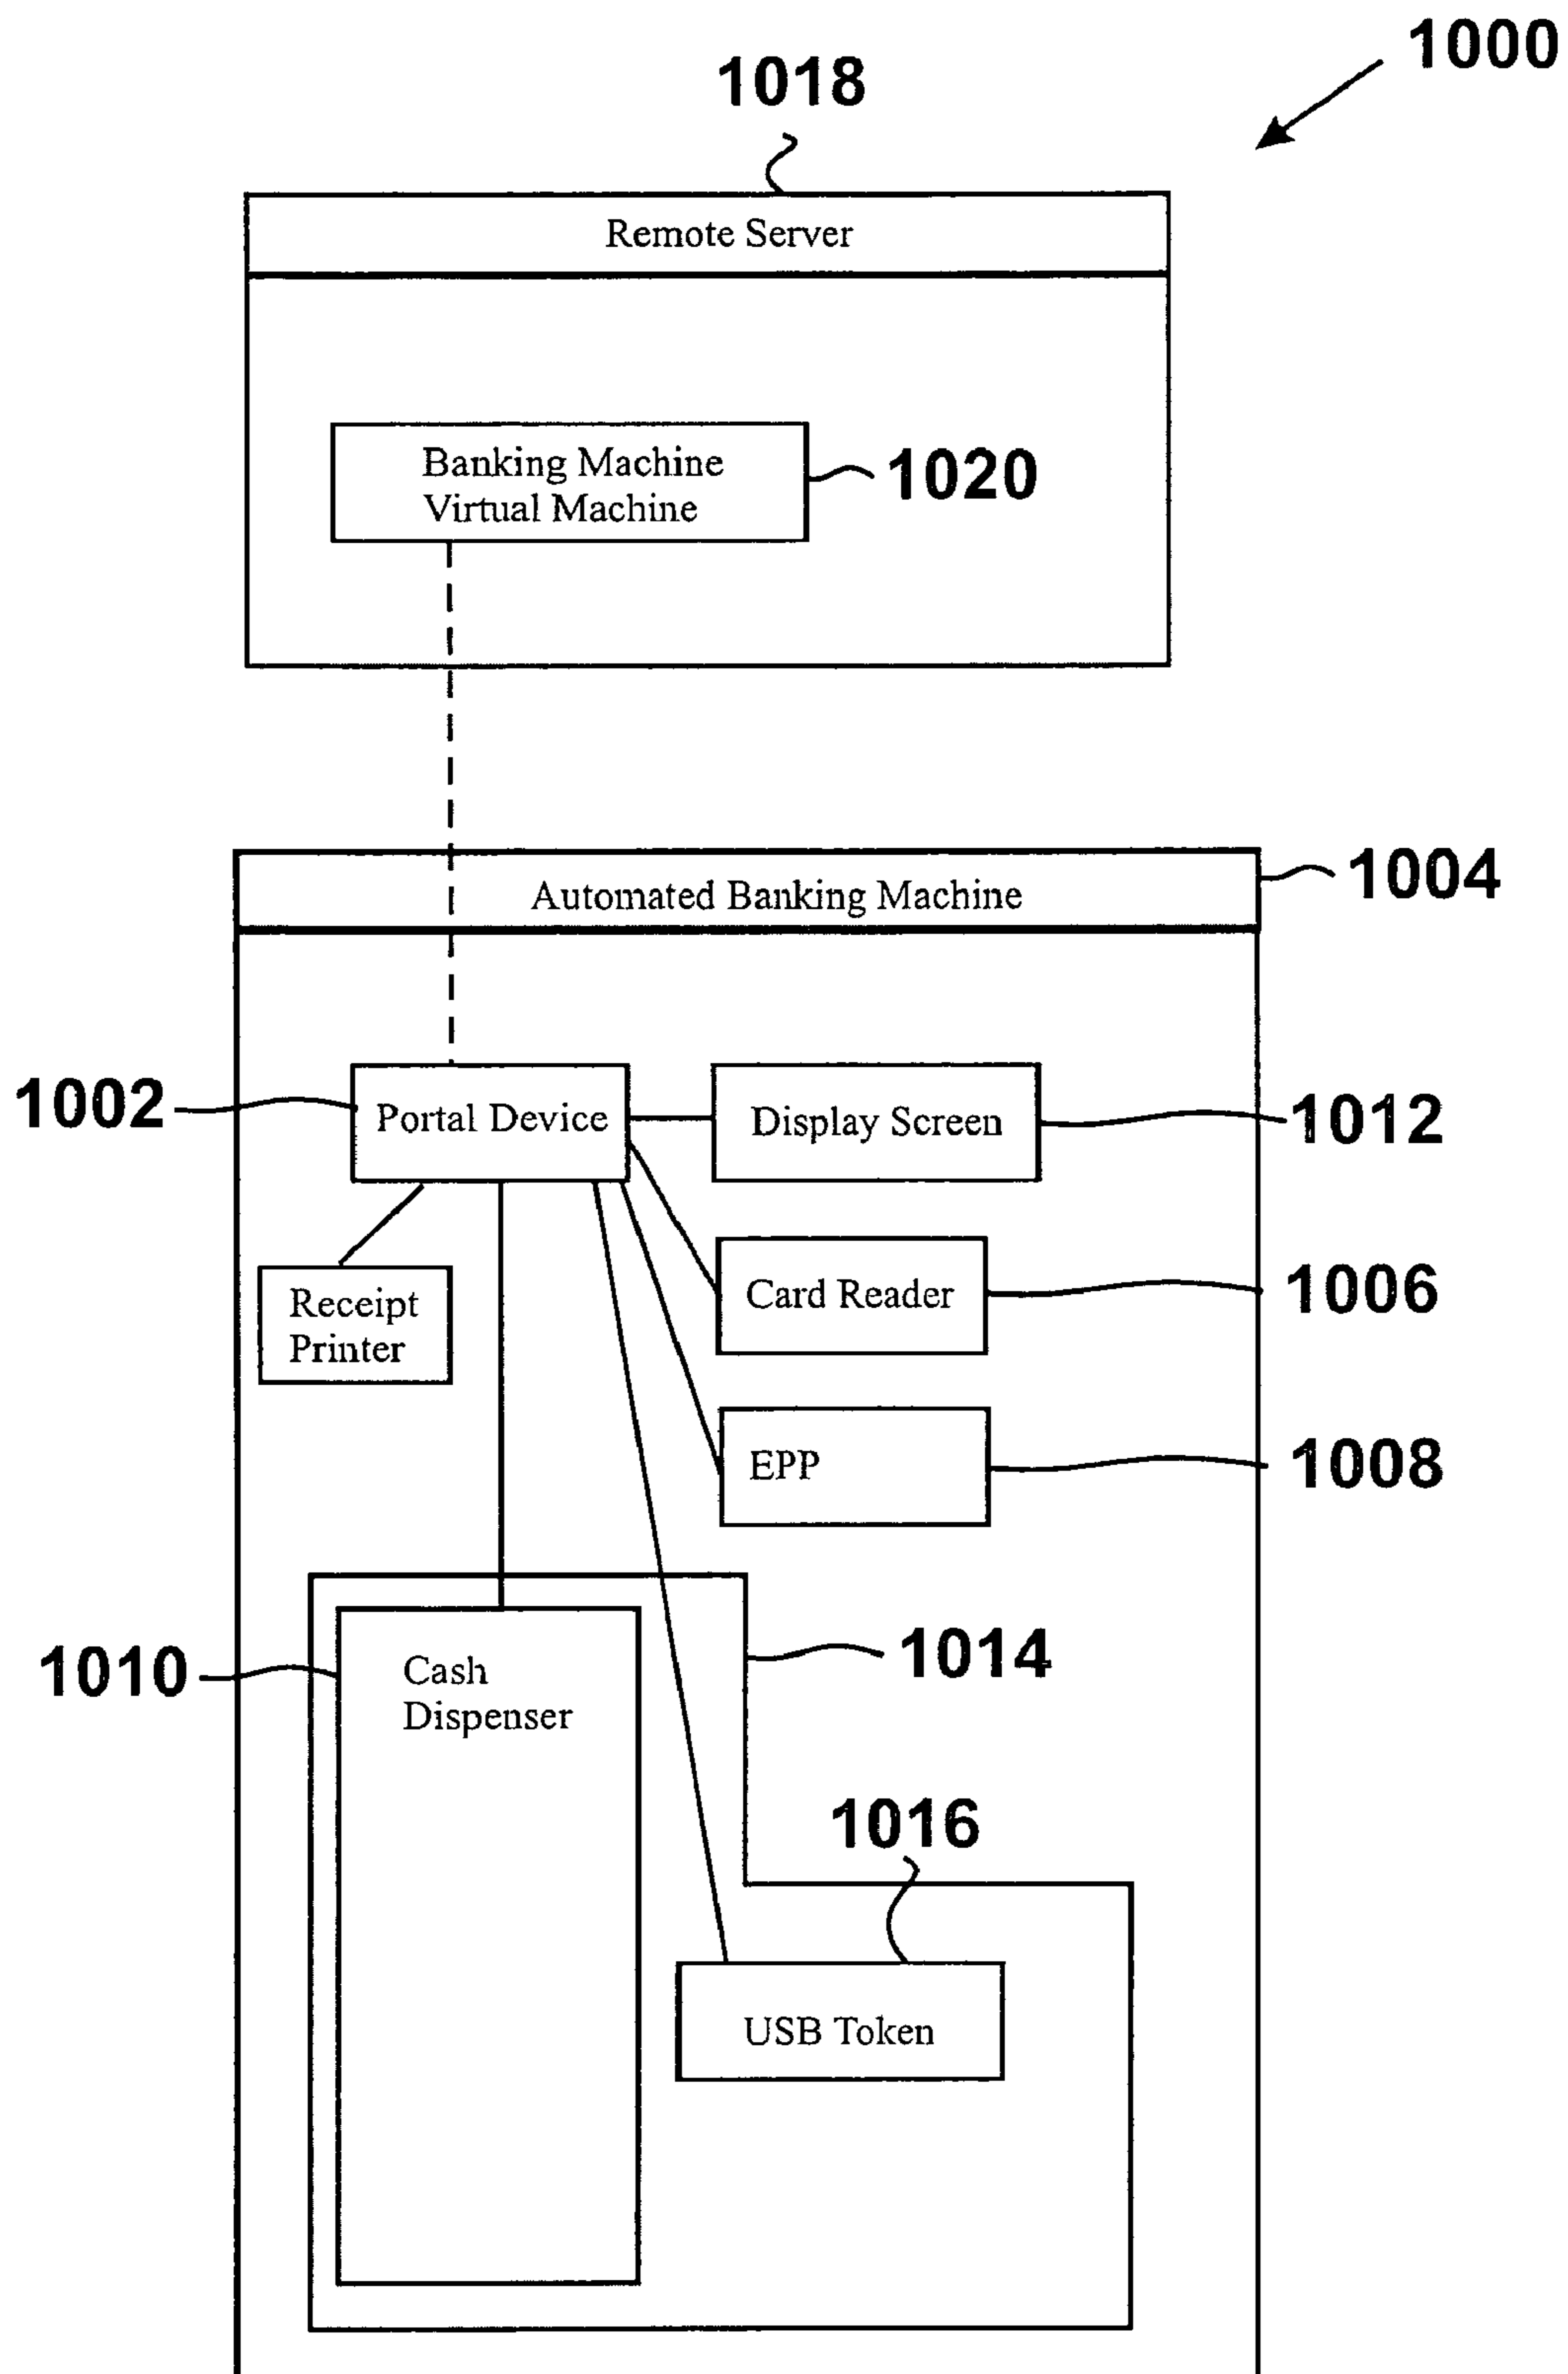 1000
1018
Remote Server
Banking Machine
Virtual Machine
1020
1004
Automated Banking Machine
1002
Portal Device
Display Screen
1012
Receipt
Printer
Card Reader
1006
EPP
1008
1010
Cash
Dispenser
1014
1016
USB Token